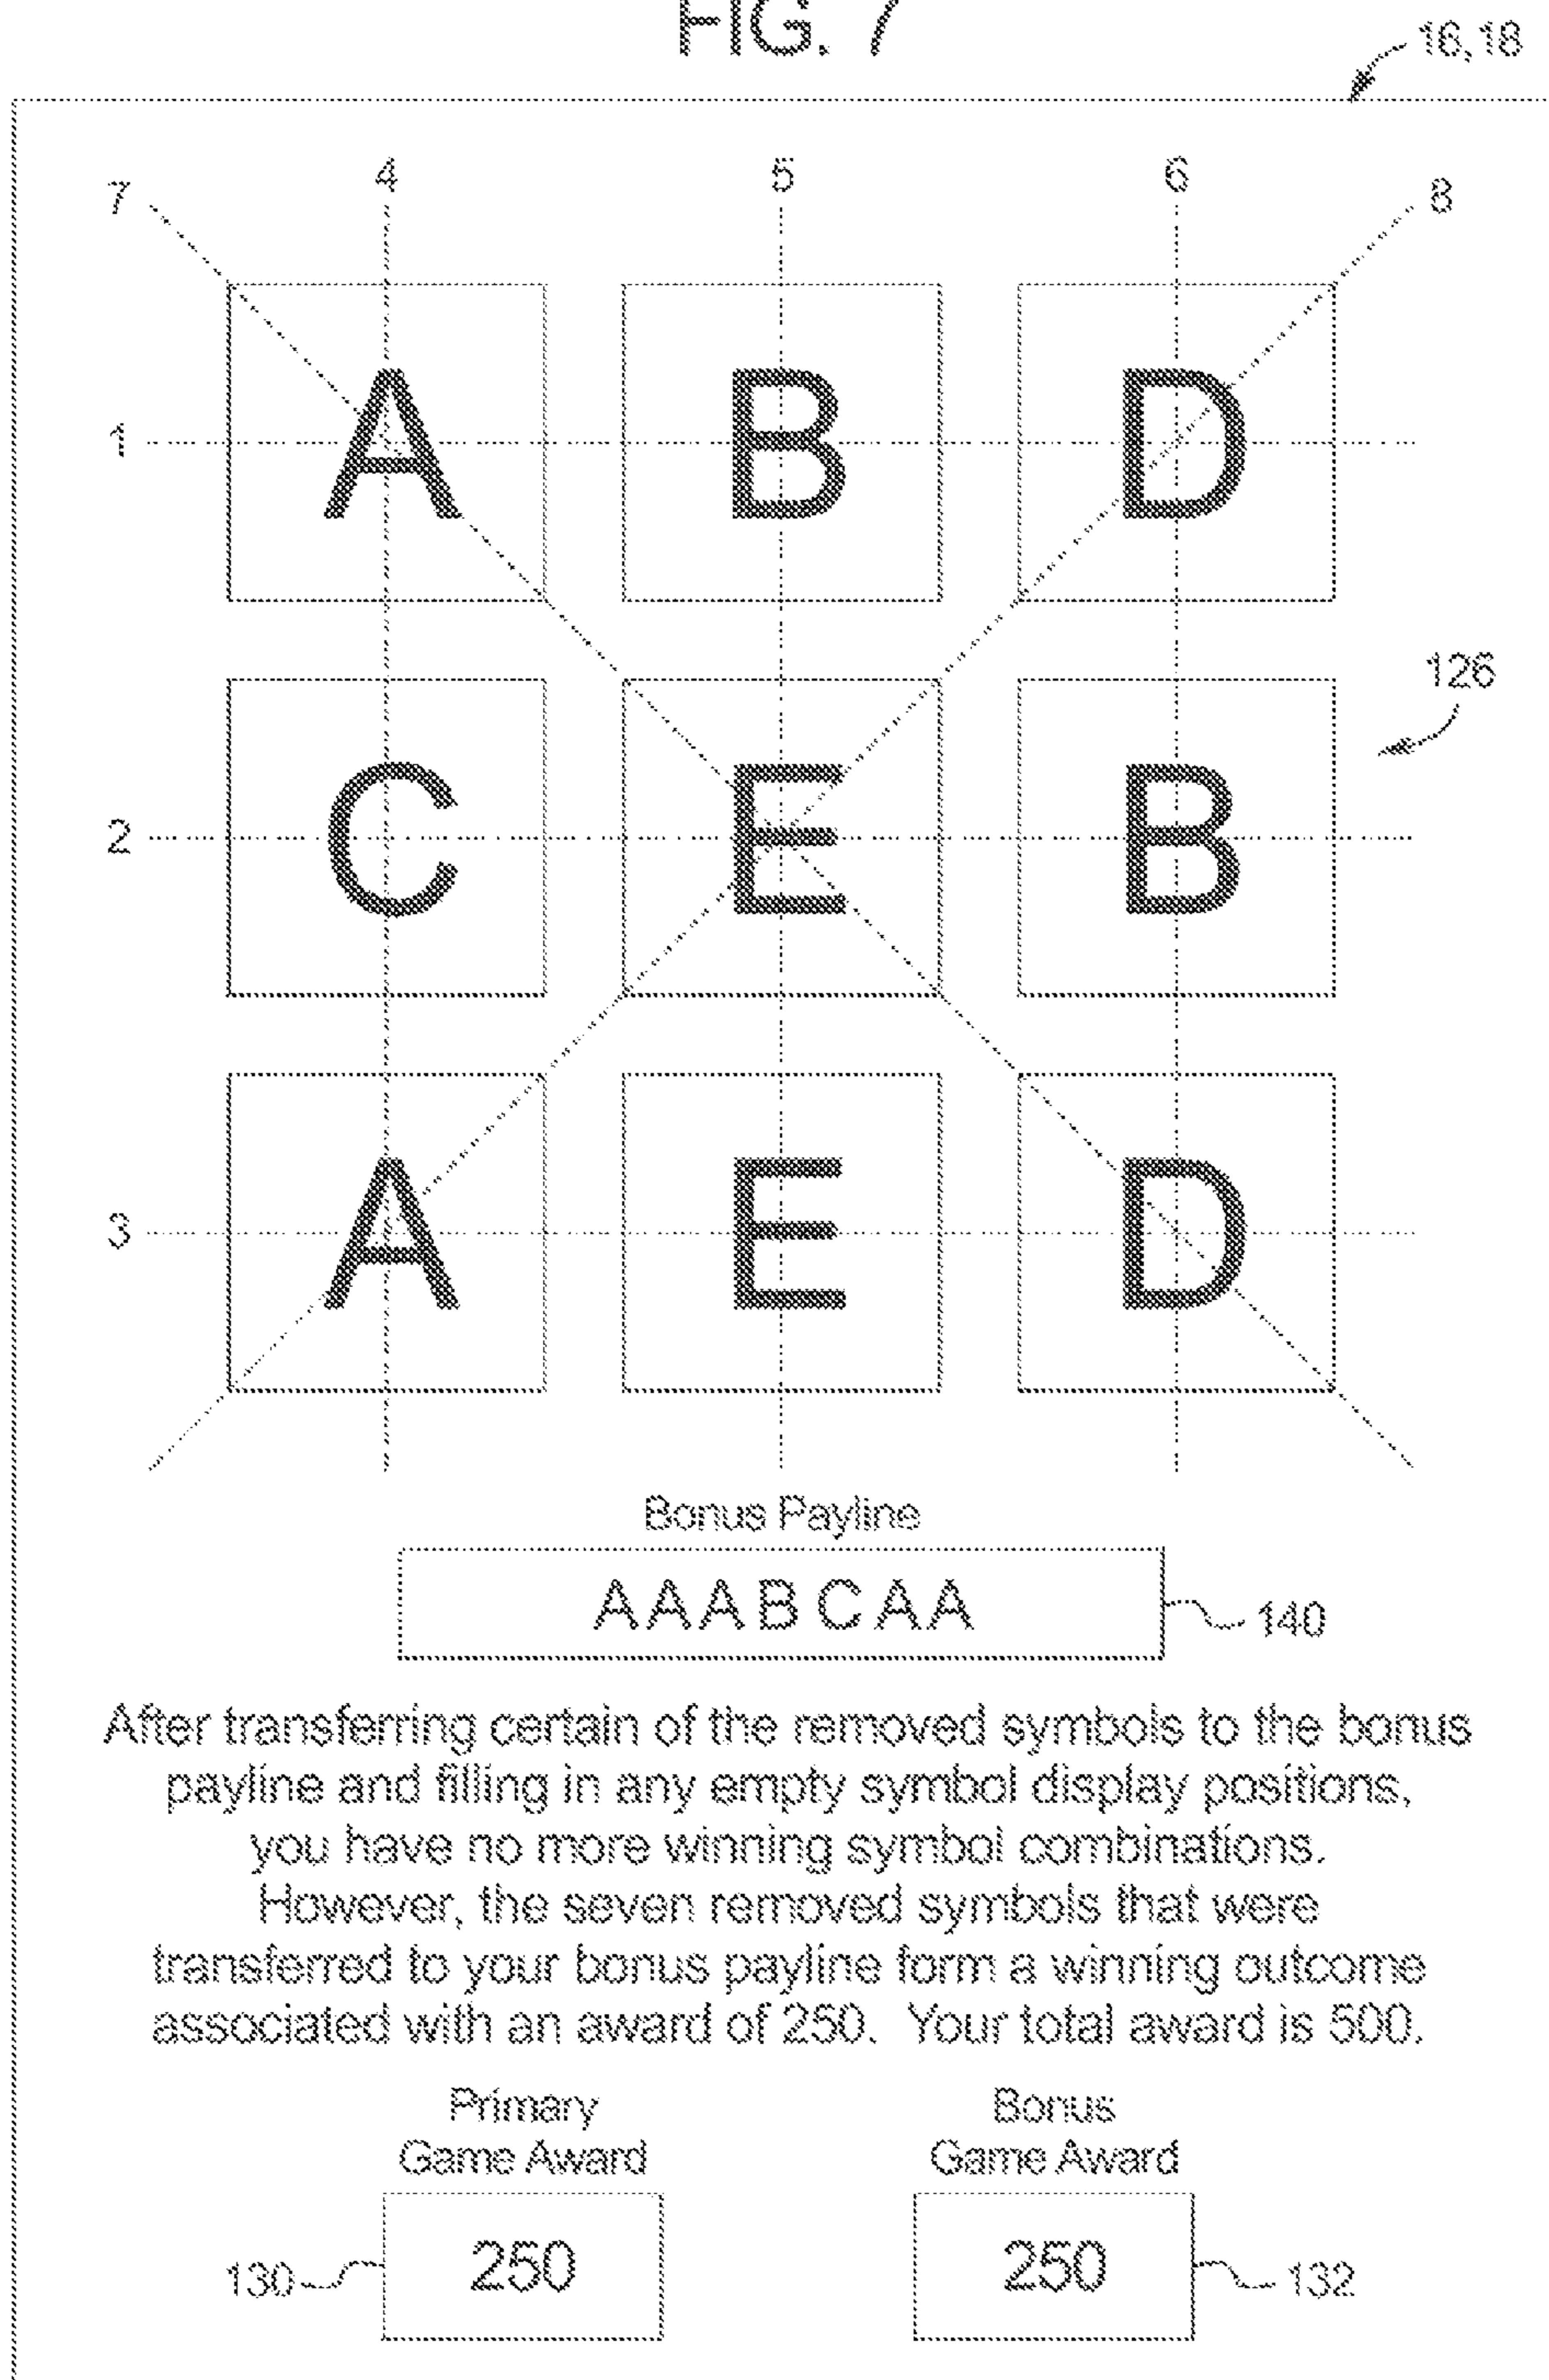 FIG. 7
16,18
7 4 5 6 8
1 A B D
126
2 C E B
3 A E D
Bonus Payline
A A A B C A A
140
After transferring certain of the removed symbols to the bonus
payline and filling in any empty symbol display positions,
you have no more winning symbol combinations.
However, the seven removed symbols that were
transferred to your bonus payline form a winning outcome
associated with an award of 250. Your total award is 500.
Primary
Game Award
Bonus
Game Award
130 250
250 132